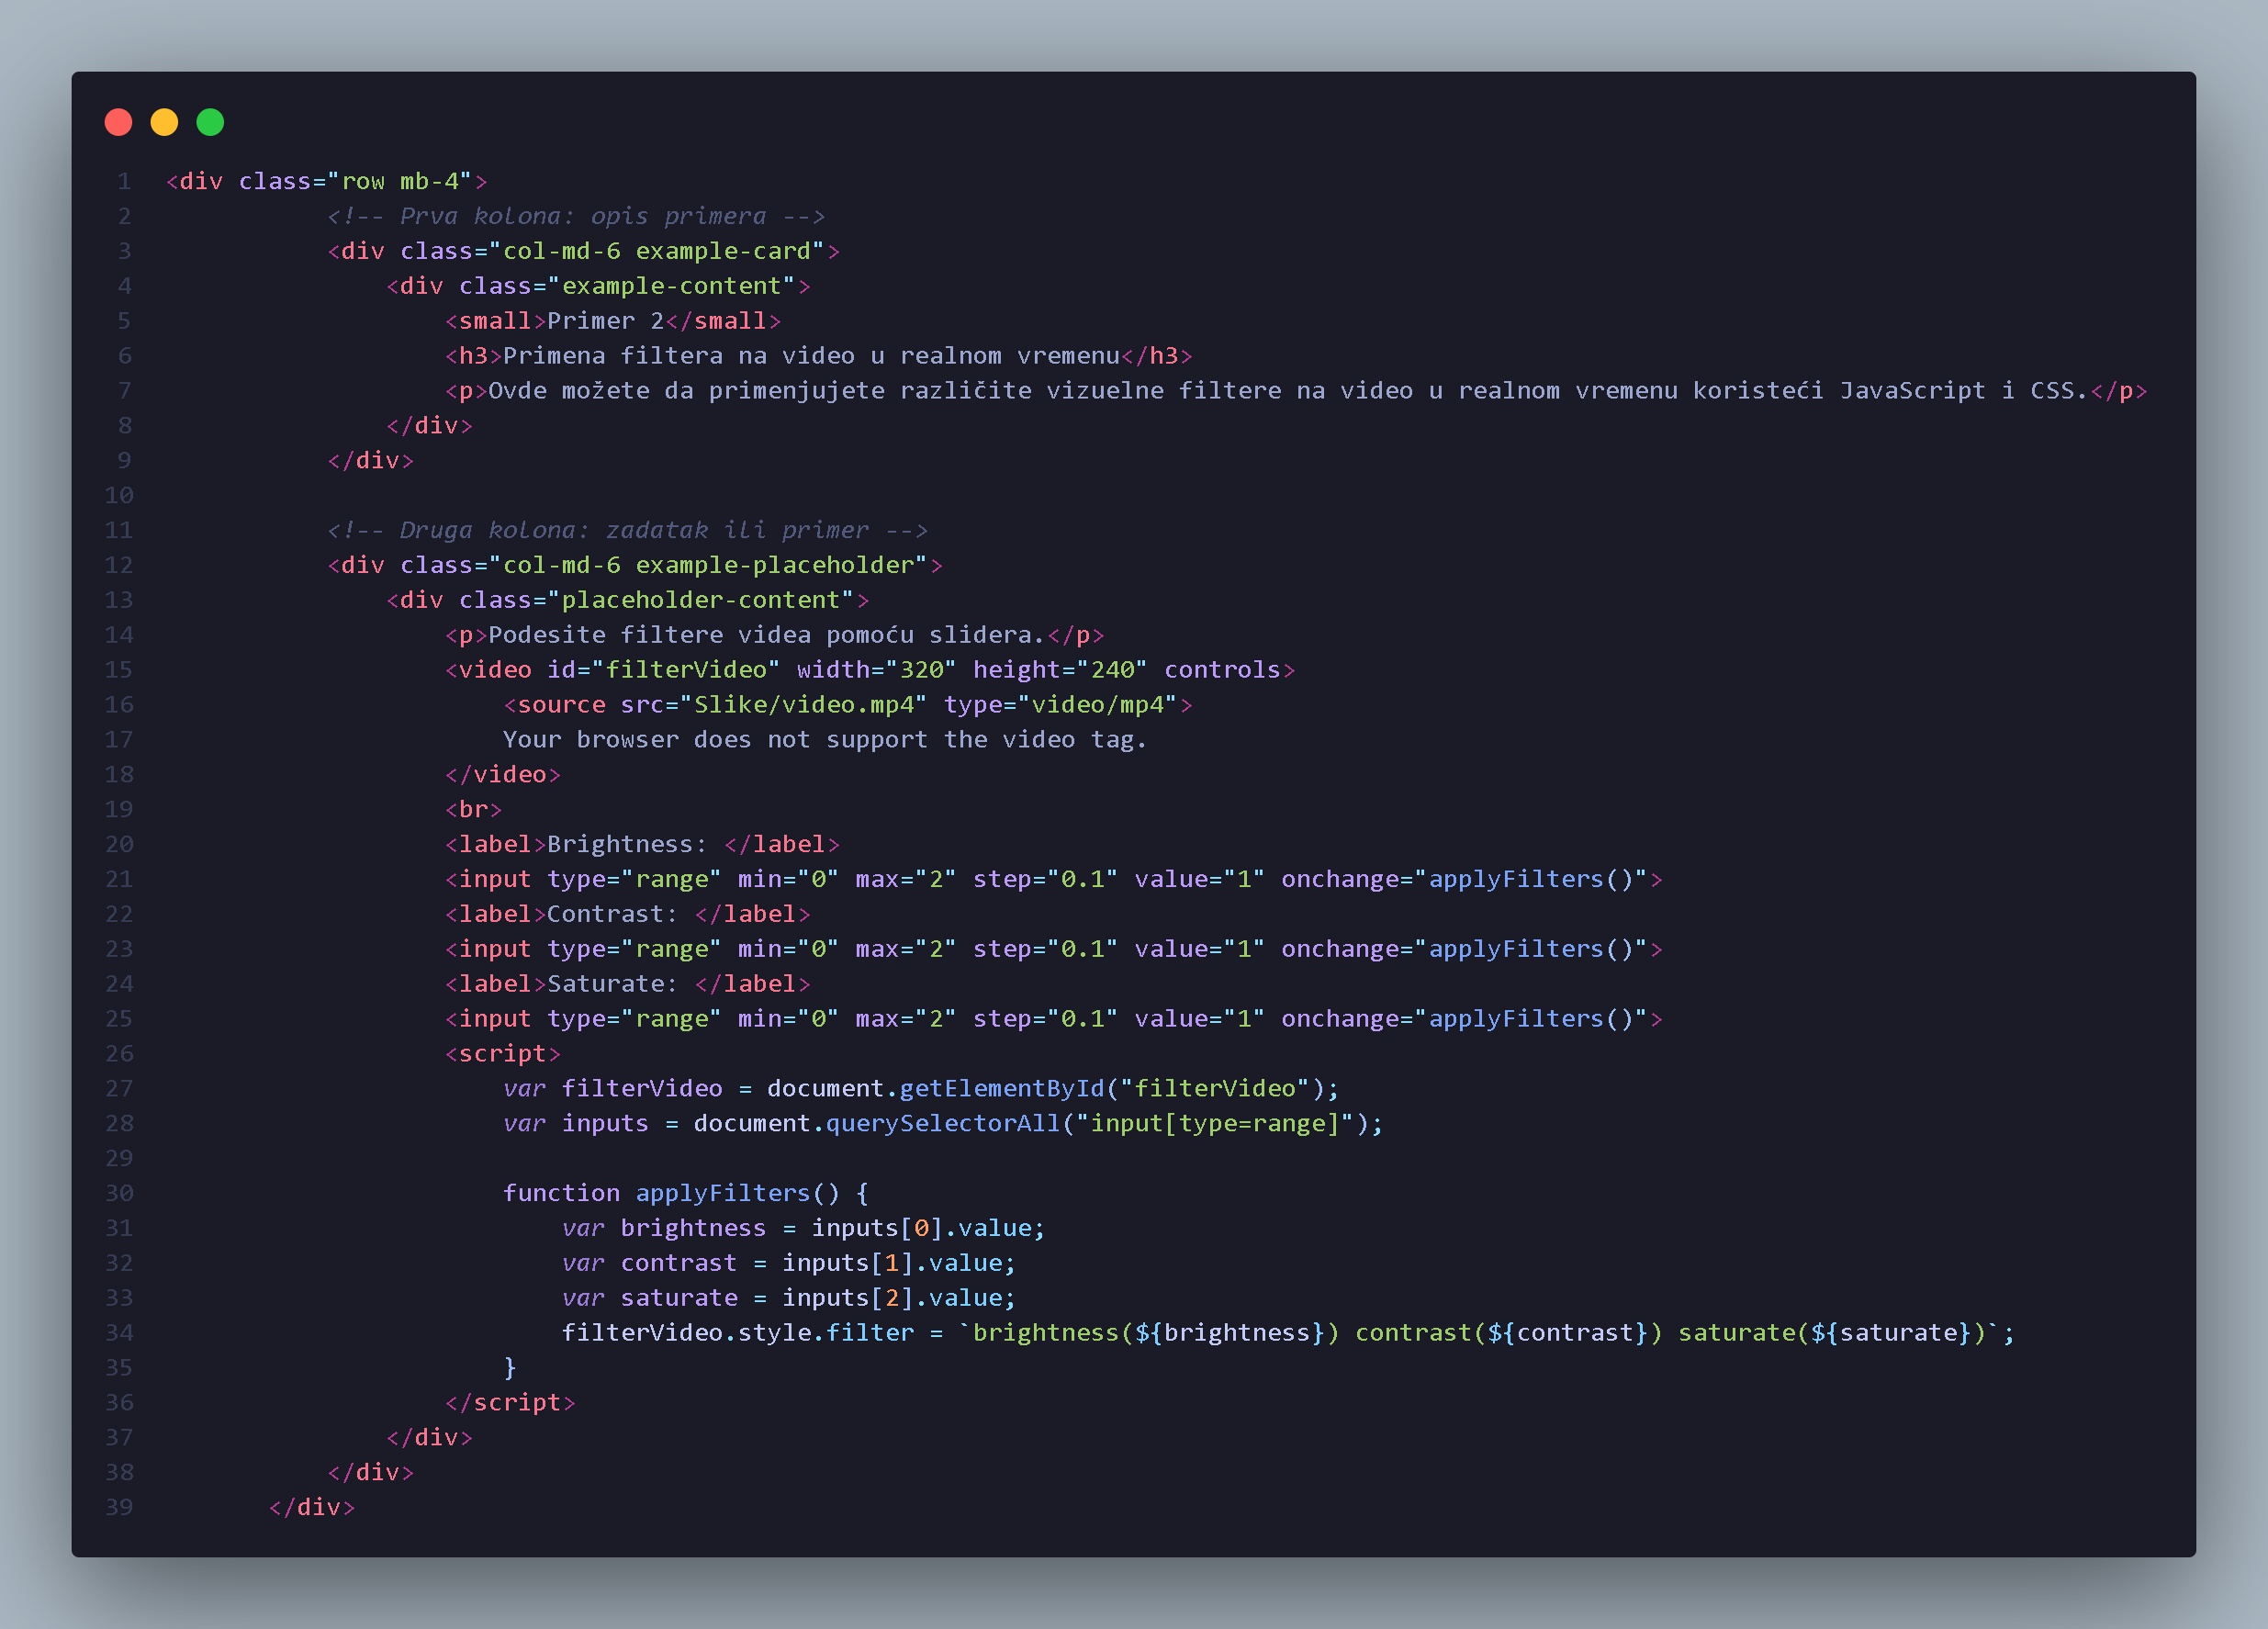 1 <div class="row mb-4">
2 <!-- Prva kolona: opis primera -->
3 <div class="col-md-6 example-card">
4 <div class="example-content">
5 <small>Primer 2</small>
6 <h3>Primena filtera na video u realnom vremenu</h3>
7 <p>Ovde možete da primenjujete različite vizuelne filtere na video u realnom vremenu koristeći JavaScript i CSS.</p>
8 </div>
9 </div>
10
11 <!-- Druga kolona: zadatak ili primer -->
12 <div class="col-md-6 example-placeholder">
13 <div class="placeholder-content">
14 <p>Podesite filtere videa pomoću slidera.</p>
15 <video id="filterVideo" width="320" height="240" controls>
16 <source src="Slike/video.mp4" type="video/mp4">
17 Your browser does not support the video tag.
18 </video>
19 <br>
20 <label>Brightness: </label>
21 <input type="range" min="0" max="2" step="0.1" value="1" onchange="applyFilters()">
22 <label>Contrast: </label>
23 <input type="range" min="0" max="2" step="0.1" value="1" onchange="applyFilters()">
24 <label>Saturate: </label>
25 <input type="range" min="0" max="2" step="0.1" value="1" onchange="applyFilters()">
26 <script>
27 var filterVideo = document.getElementById("filterVideo");
28 var inputs = document.querySelectorAll("input[type=range]");
29
30 function applyFilters() {
31 var brightness = inputs[0].value;
32 var contrast = inputs[1].value;
33 var saturate = inputs[2].value;
34 filterVideo.style.filter = `brightness(${brightness}) contrast(${contrast}) saturate(${saturate})`;
35 }
36 </script>
37 </div>
38 </div>
39 </div>